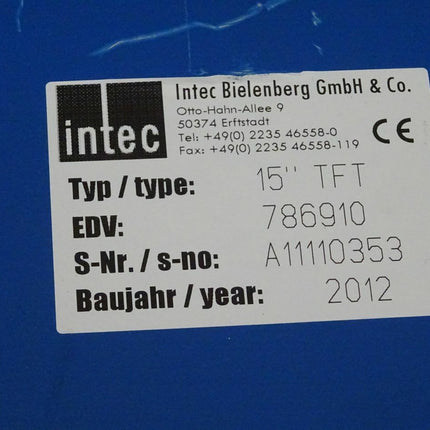 intec
Intec Bielenberg GmbH & Co.
Otto-Hahn-Allee 9
50374 Erftstadt
Tel: +49(0) 2235 46558-0
Fax: +49(0) 2235 46558-119
CE
Typ / type: 15" TFT
EDV: 786910
S-Nr. / s-no: A11110353
Baujahr / year: 2012